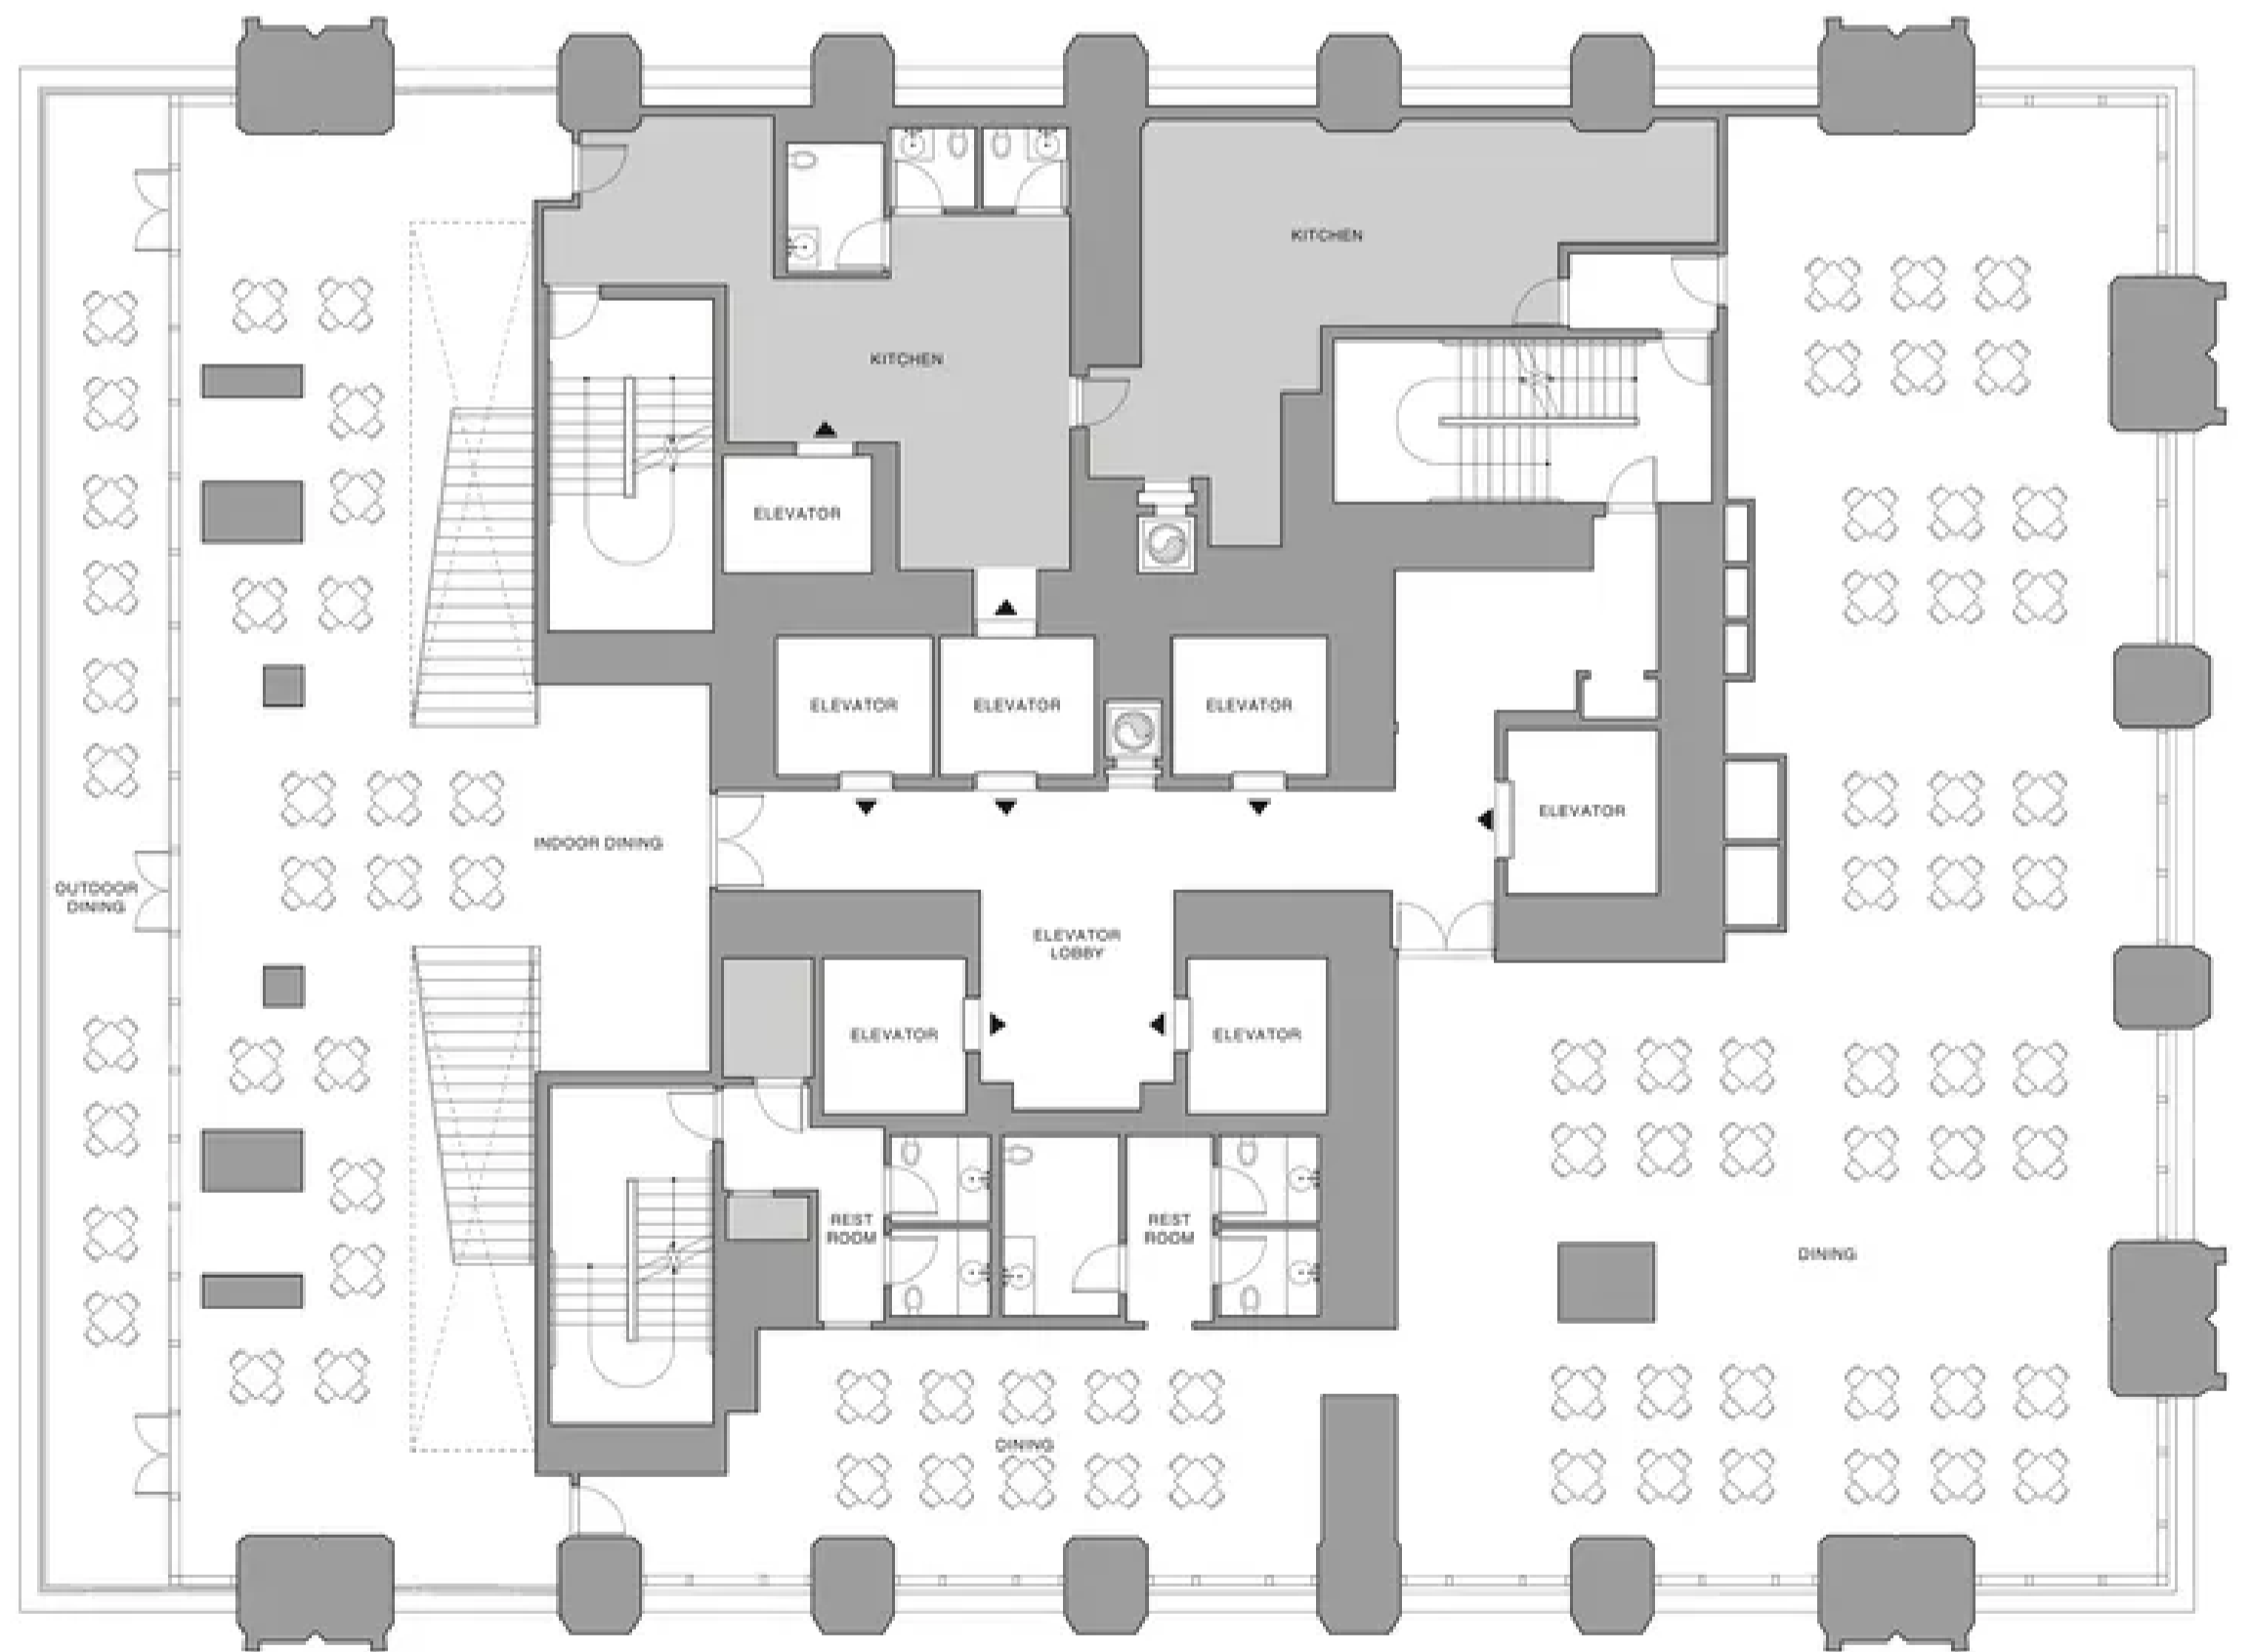 KITCHEN
KITCHEN
ELEVATOR
ELEVATOR
ELEVATOR
ELEVATOR
ELEVATOR
INDOOR DINING
OUTDOOR
DINING
ELEVATOR
LOBBY
ELEVATOR
ELEVATOR
REST
ROOM
REST
ROOM
DINING
DINING